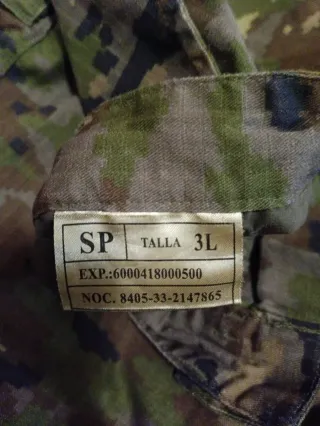 SP TALLA 3L
EXP.:6000418000500
NOC. 8405-33-2147865